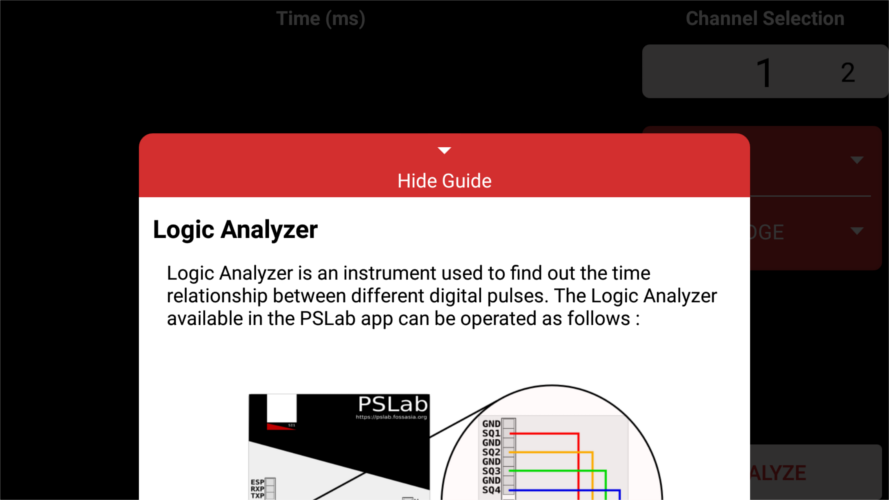 Time (ms)
Channel Selection
1
2
Hide Guide
DGE
Logic Analyzer
Logic Analyzer is an instrument used to find out the time
relationship between different digital pulses. The Logic Analyzer
available in the PSLab app can be operated as follows :
PSLab
https://pslab.fossasia.org
GND
SQ1
GND
SQ2
GND
SQ3
GND
SQ4
ESP
RXP
TXP
ALYZE